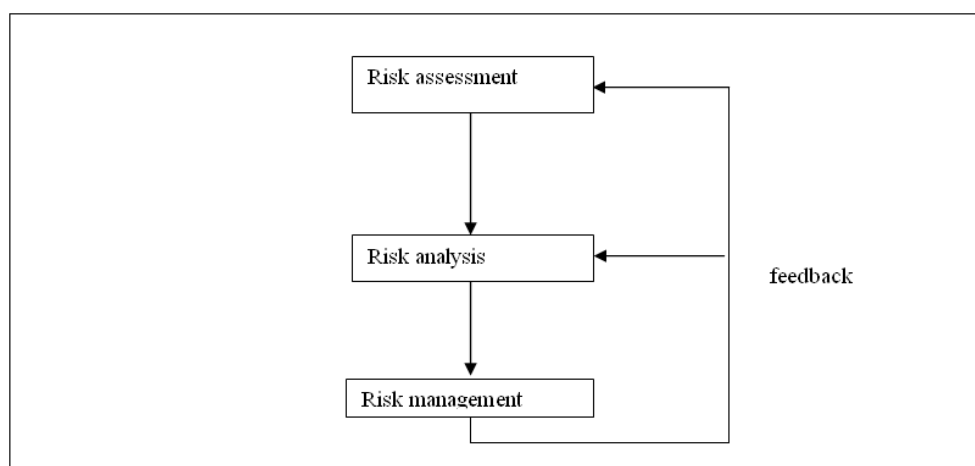 Risk assessment
Risk analysis
feedback
Risk management